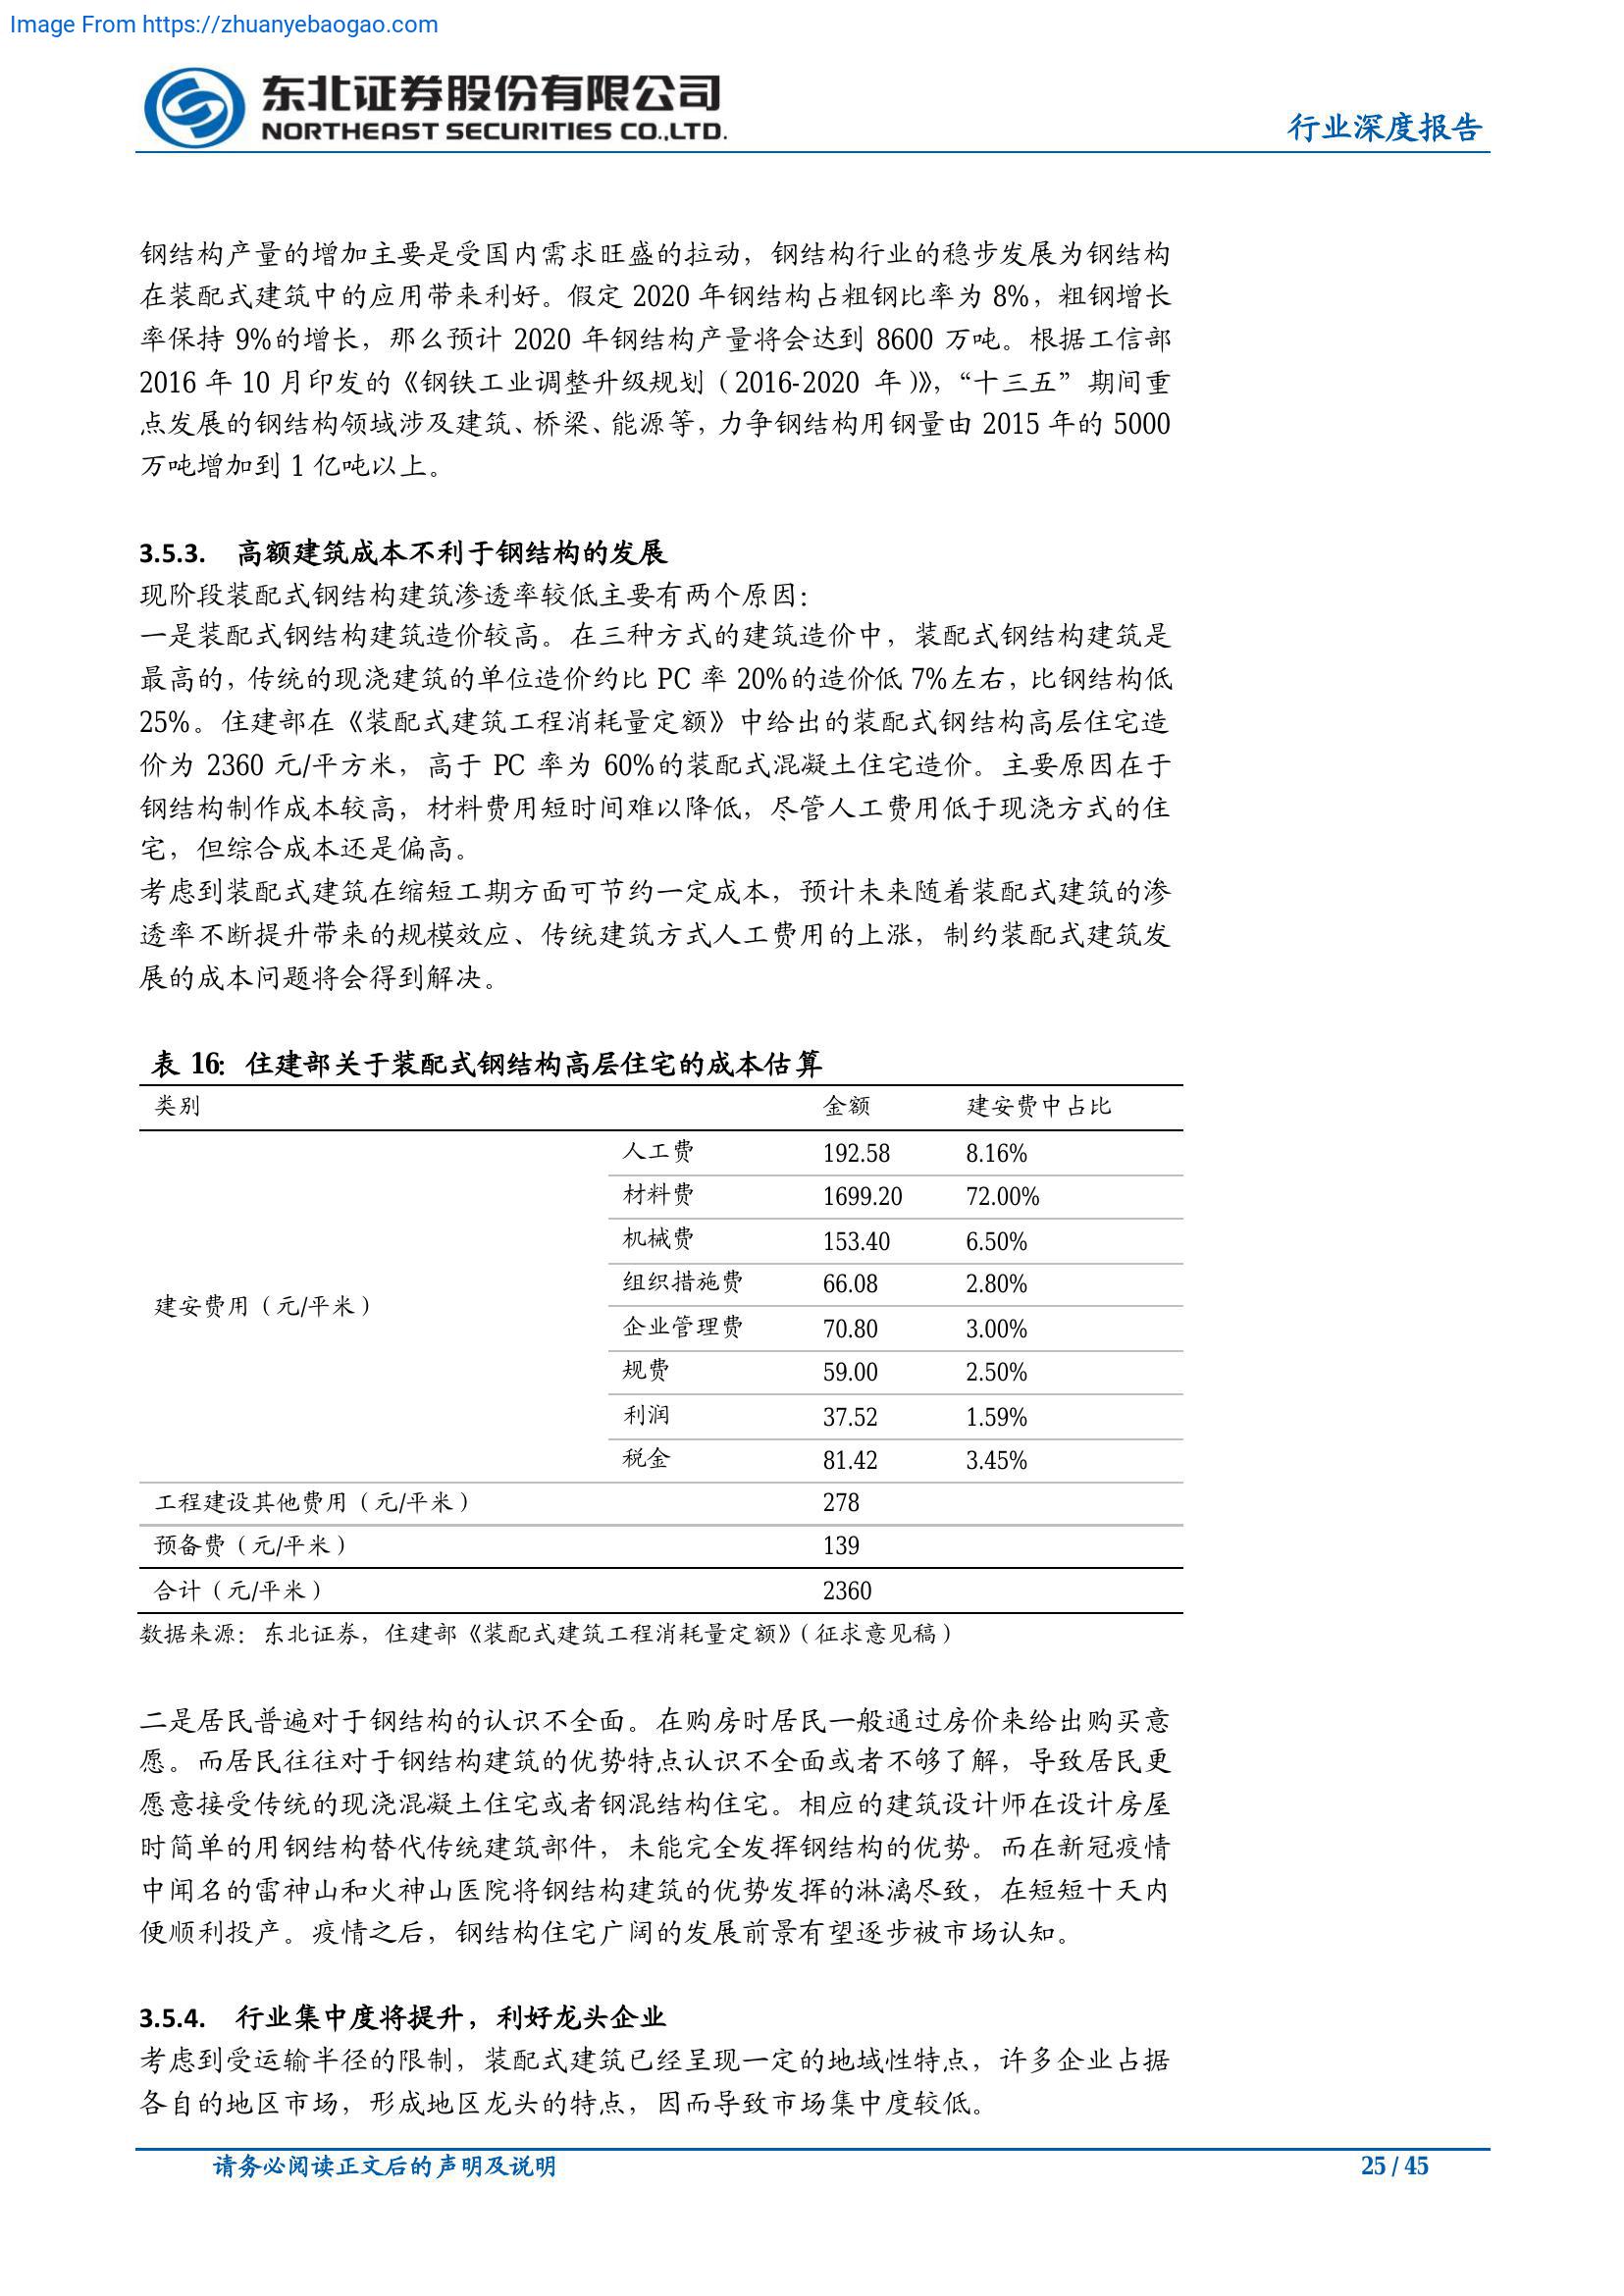 Image From https://zhuanyebaogao.com
东北证券股份有限公司
NORTHEAST SECURITIES CO.,LTD.
行业深度报告
钢结构产量的增加主要是受国内需求旺盛的拉动，钢结构行业的稳步发展为钢结构
在装配式建筑中的应用带来利好。假定 2020 年钢结构占粗钢比率为 8%，粗钢增长
率保持 9%的增长，那么预计 2020 年钢结构产量将会达到 8600 万吨。根据工信部
2016 年 10 月印发的《钢铁工业调整升级规划（2016-2020 年）》，“十三五”期间重
点发展的钢结构领域涉及建筑、桥梁、能源等，力争钢结构用钢量由 2015 年的 5000
万吨增加到 1 亿吨以上。
3.5.3. 高额建筑成本不利于钢结构的发展
现阶段装配式钢结构建筑渗透率较低主要有两个原因：
一是装配式钢结构建筑造价较高。在三种方式的建筑造价中，装配式钢结构建筑是
最高的，传统的现浇建筑的单位造价约比 PC 率 20%的造价低 7%左右，比钢结构低
25%。住建部在《装配式建筑工程消耗量定额》中给出的装配式钢结构高层住宅造
价为 2360 元/平方米，高于 PC 率为 60%的装配式混凝土住宅造价。主要原因在于
钢结构制作成本较高，材料费用短时间难以降低，尽管人工费用低于现浇方式的住
宅，但综合成本还是偏高。
考虑到装配式建筑在缩短工期方面可节约一定成本，预计未来随着装配式建筑的渗
透率不断提升带来的规模效应、传统建筑方式人工费用的上涨，制约装配式建筑发
展的成本问题将会得到解决。
表 16：住建部关于装配式钢结构高层住宅的成本估算
类别 金额 建安费中占比
人工费 192.58 8.16%
材料费 1699.20 72.00%
机械费 153.40 6.50%
组织措施费 66.08 2.80%
建安费用（元/平米）
企业管理费 70.80 3.00%
规费 59.00 2.50%
利润 37.52 1.59%
税金 81.42 3.45%
工程建设其他费用（元/平米） 278
预备费（元/平米） 139
合计（元/平米） 2360
数据来源：东北证券，住建部《装配式建筑工程消耗量定额》（征求意见稿）
二是居民普遍对于钢结构的认识不全面。在购房时居民一般通过房价来给出购买意
愿。而居民往往对于钢结构建筑的优势特点认识不全面或者不够了解，导致居民更
愿意接受传统的现浇混凝土住宅或者钢混结构住宅。相应的建筑设计师在设计房屋
时简单的用钢结构替代传统建筑部件，未能完全发挥钢结构的优势。而在新冠疫情
中闻名的雷神山和火神山医院将钢结构建筑的优势发挥的淋漓尽致，在短短十天内
便顺利投产。疫情之后，钢结构住宅广阔的发展前景有望逐步被市场认知。
3.5.4. 行业集中度将提升，利好龙头企业
考虑到受运输半径的限制，装配式建筑已经呈现一定的地域性特点，许多企业占据
各自的地区市场，形成地区龙头的特点，因而导致市场集中度较低。
请务必阅读正文后的声明及说明
25 / 45